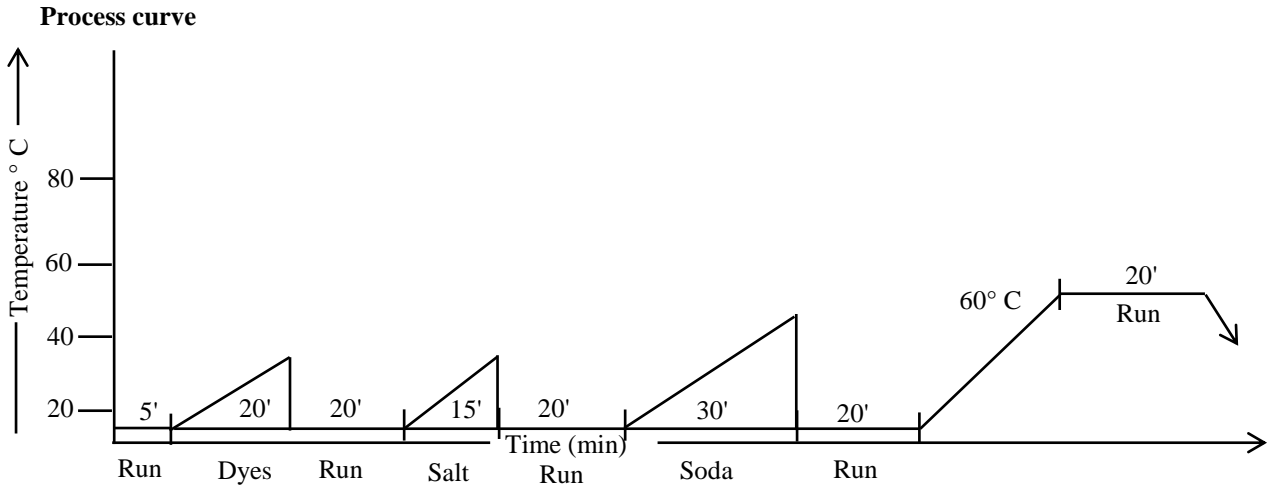 Process curve
Temperature ° C
80
60
40
20
60° C
20'
Run
5'
20'
20'
15'
20'
30'
20'
Time (min)
Run
Dyes
Run
Salt
Run
Soda
Run